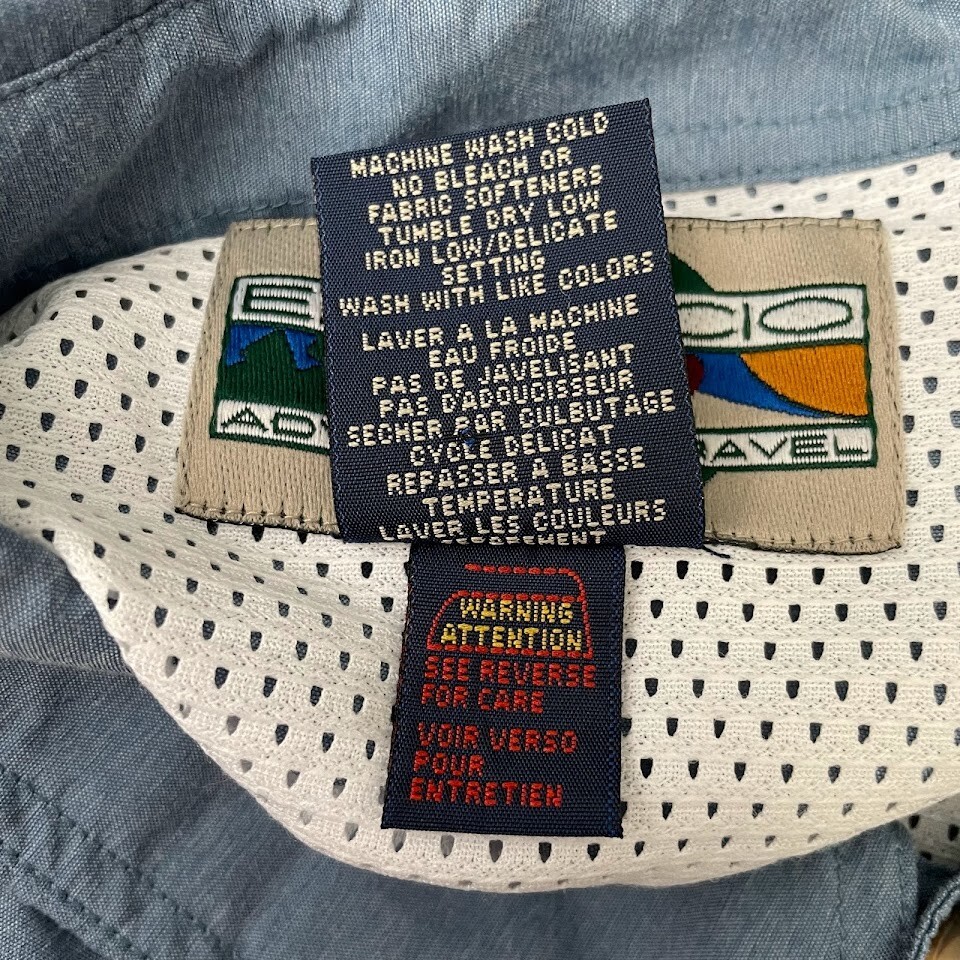 MACHINE WASH COLD
NO BLEACH OR
FABRIC SOFTENERS
TUMBLE DRY LOW
IRON LOW/DELICATE
SETTING
WASH WITH LIKE COLORS
LAVER A LA MACHINE
EAU FROIDE
PAS DE JAVELISANT
PAS D'ADOUCISSEUR
SECHER PAR CULBUTAGE
CYCLE DELICAT
REPASSER A BASSE
TEMPERATURE
LAVER LES COULEURS
WARNING
ATTENTION
SEE REVERSE
FOR CARE
VOIR VERSO
POUR
ENTRETIEN